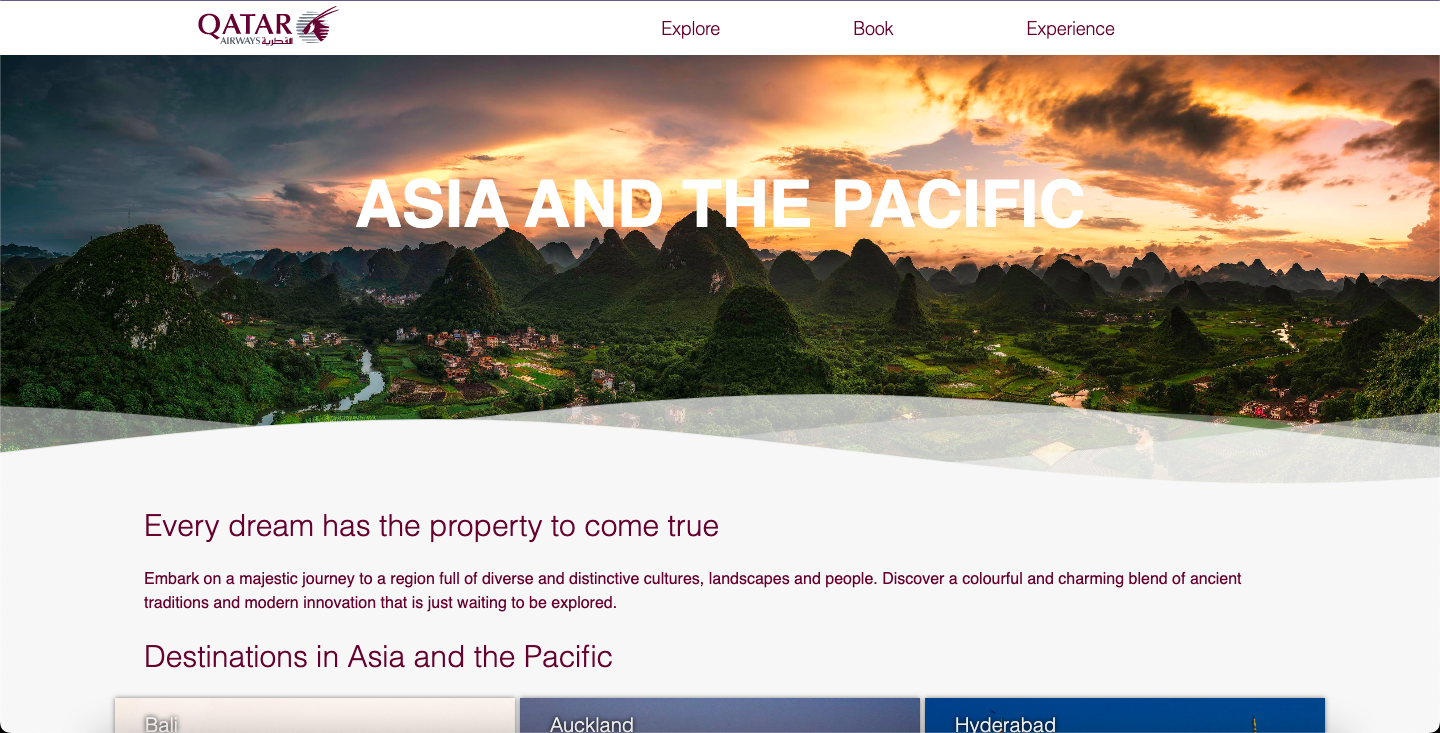 QATAR
AIRWAYS القطرية
Explore
Book
Experience
ASIA AND THE PACIFIC
Every dream has the property to come true
Embark on a majestic journey to a region full of diverse and distinctive cultures, landscapes and people. Discover a colourful and charming blend of ancient
traditions and modern innovation that is just waiting to be explored.
Destinations in Asia and the Pacific
Bali
Auckland
Hyderabad